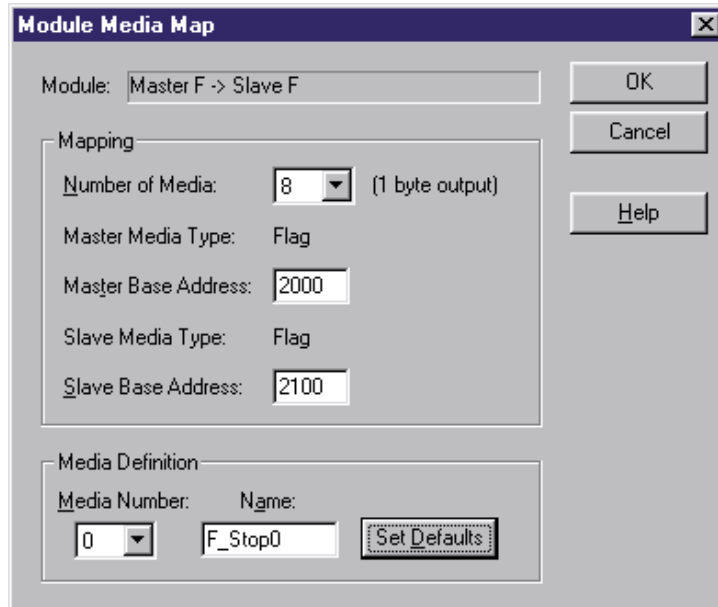 Module Media Map
Module: Master F -> Slave F
OK
Cancel
Help
Mapping
Number of Media: 8 (1 byte output)
Master Media Type: Flag
Master Base Address: 2000
Slave Media Type: Flag
Slave Base Address: 2100
Media Definition
Media Number: Name:
0 F_Stop0 Set Defaults